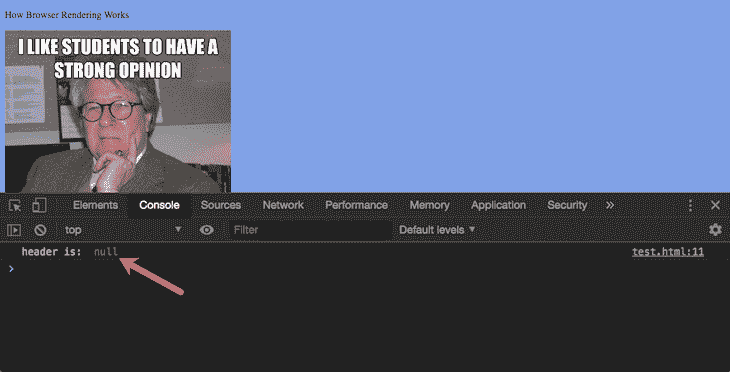 How Browser Rendering Works
I LIKE STUDENTS TO HAVE A
STRONG OPINION
Elements Console Sources Network Performance Memory Application Security »
top Filter Default levels
header is: null test.html:11